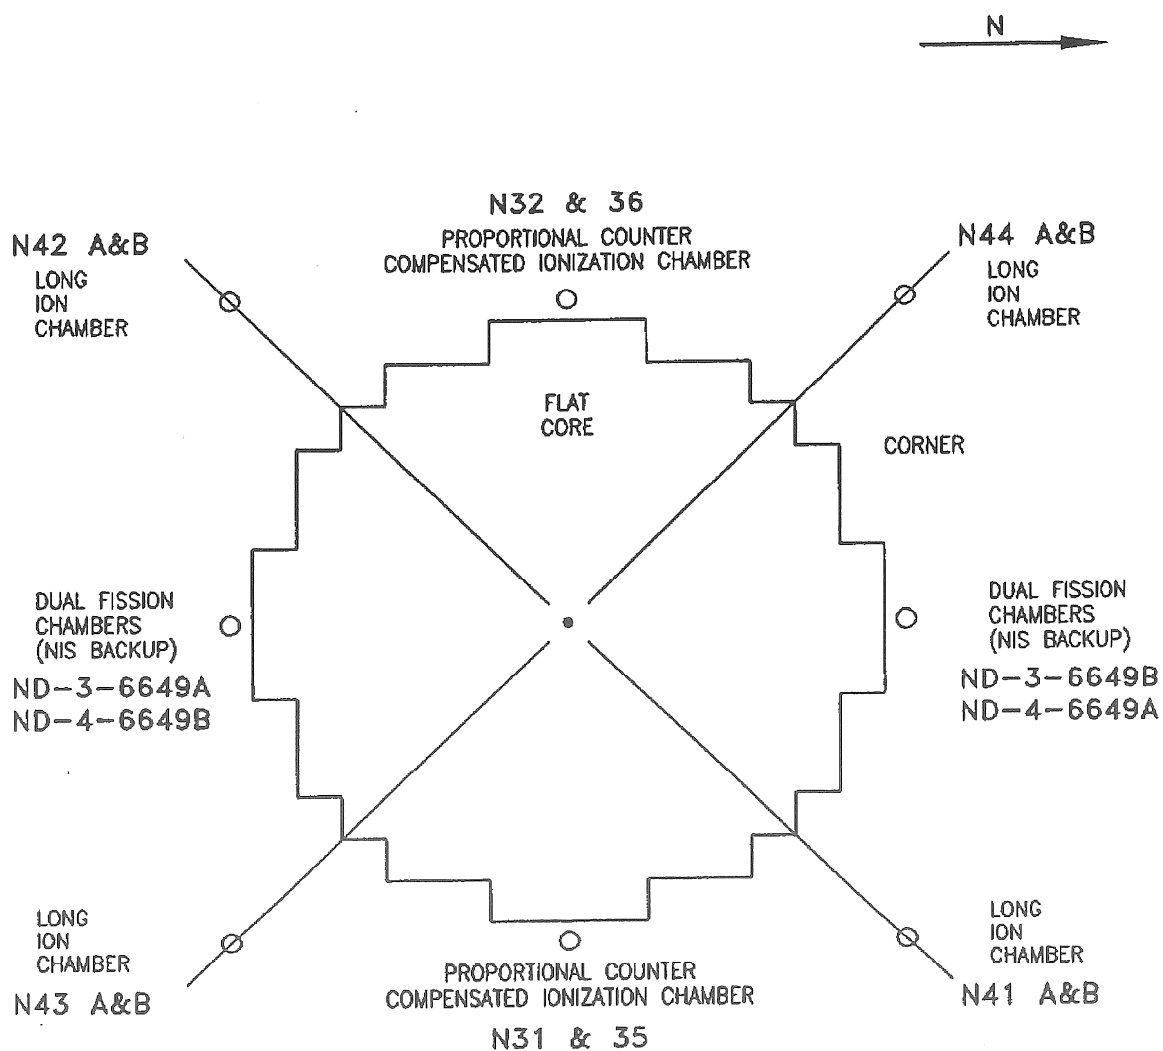 N
N32 & 36
PROPORTIONAL COUNTER
COMPENSATED IONIZATION CHAMBER
N42 A&B
LONG
ION
CHAMBER
N44 A&B
LONG
ION
CHAMBER
FLAT
CORE
CORNER
DUAL FISSION
CHAMBERS
(NIS BACKUP)
ND-3-6649A
ND-4-6649B
DUAL FISSION
CHAMBERS
(NIS BACKUP)
ND-3-6649B
ND-4-6649A
LONG
ION
CHAMBER
N43 A&B
PROPORTIONAL COUNTER
COMPENSATED IONIZATION CHAMBER
N31 & 35
LONG
ION
CHAMBER
N41 A&B